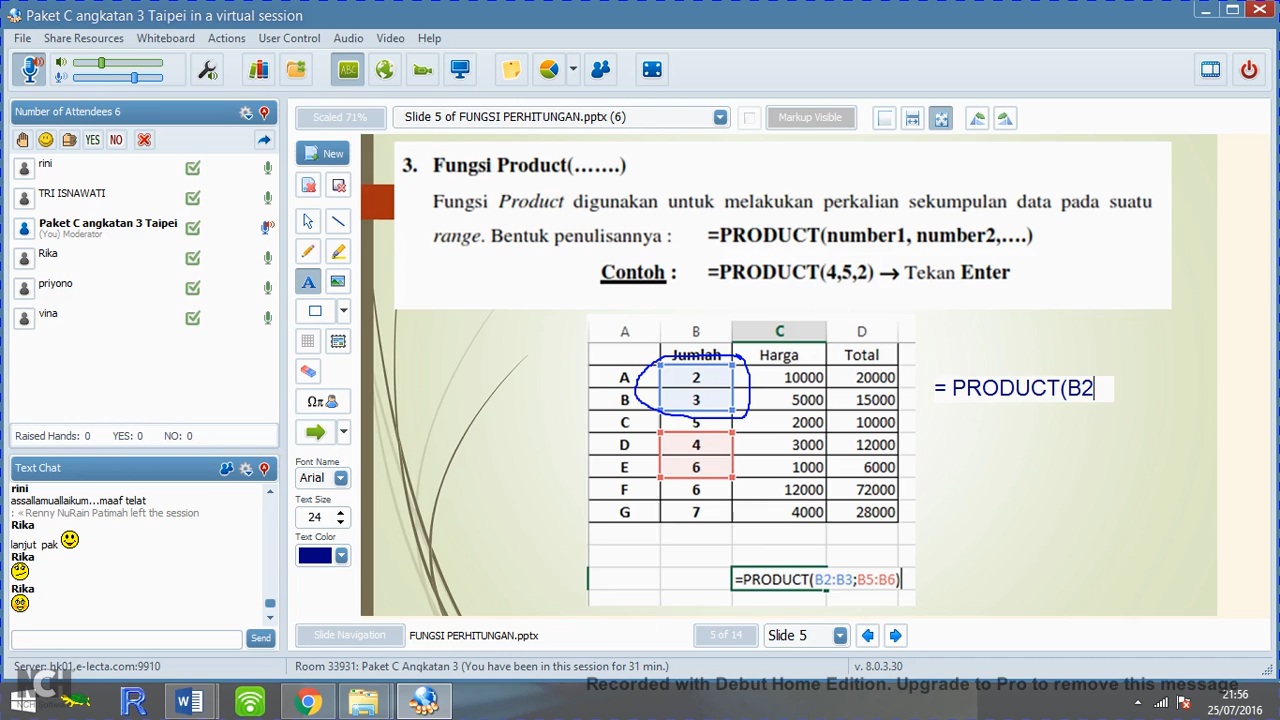 Paket C angkatan 3 Taipei in a virtual session
File Share Resources Whiteboard Actions User Control Audio Video Help
ABC
Number of Attendees 6
YES NO
rini
TRI ISNAWATI
Paket C angkatan 3 Taipei
(You) Moderator
Rika
priyono
vina
Raised Hands: 0 YES: 0 NO: 0
Text Chat
rini
assallamuallaikum...maaf telat
: «Renny NuRain Patimah left the session
Rika
lanjut pak
Rika
Rika
Send
Scaled 71% Slide 5 of FUNGSI PERHITUNGAN.pptx (6) Markup Visible
New
A
Ωπ
Font Name
Arial
Text Size
24
Text Color
3. Fungsi Product(…….)
Fungsi Product digunakan untuk melakukan perkalian sekumpulan data pada suatu
range. Bentuk penulisannya : =PRODUCT(number1, number2,….)
Contoh : =PRODUCT(4,5,2) → Tekan Enter
A B C D
Jumlah Harga Total
A 2 10000 20000
B 3 5000 15000
C 5 2000 10000
D 4 3000 12000
E 6 1000 6000
F 6 12000 72000
G 7 4000 28000
=PRODUCT(B2:B3;B5:B6)
= PRODUCT(B2
Slide Navigation FUNGSI PERHITUNGAN.pptx 5 of 14 Slide 5
Server: bk01.e-lecta.com:9910 Room 33931: Paket C Angkatan 3 (You have been in this session for 31 min.) v. 8.0.3.30
Recorded with Debut Home Edition. Upgrade to Pro to remove this message
NCH Software
R W
21:56
25/07/2016